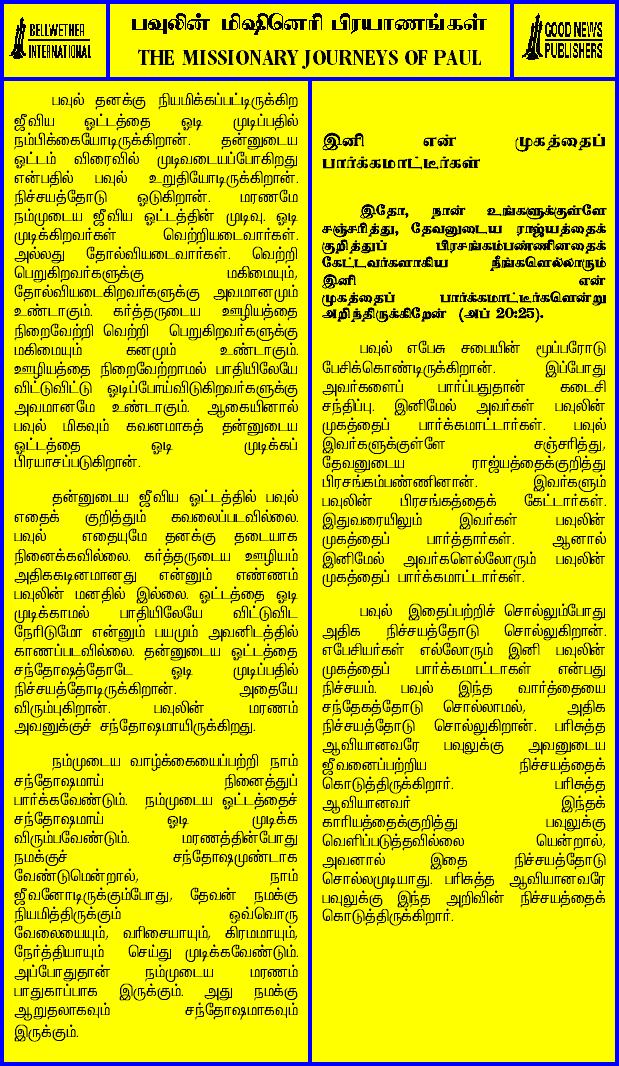 BELLWETHER
INTERNATIONAL
பவுலின் மிஷினெரி பிரயாணங்கள்
THE MISSIONARY JOURNEYS OF PAUL
GOOD NEWS
PUBLISHERS
பவுல் தனக்கு நியமிக்கப்பட்டிருக்கிற
ஜீவிய ஓட்டத்தை ஓடி முடிப்பதில்
நம்பிக்கையோடிருக்கிறான். தன்னுடைய
ஓட்டம் விரைவில் முடிவடையப்போகிறது
என்பதில் பவுல் உறுதியோடிருக்கிறான்.
நிச்சயத்தோடு ஓடுகிறான். மரணமே
நம்முடைய ஜீவிய ஓட்டத்தின் முடிவு. ஓடி
முடிக்கிறவர்கள் வெற்றியடைவார்கள்.
அல்லது தோல்வியடைவார்கள். வெற்றி
பெறுகிறவர்களுக்கு மகிமையும்,
தோல்வியடைகிறவர்களுக்கு அவமானமும்
உண்டாகும். கர்த்தருடைய ஊழியத்தை
நிறைவேற்றி வெற்றி பெறுகிறவர்களுக்கு
மகிமையும் கனமும் உண்டாகும்.
ஊழியத்தை நிறைவேற்றாமல் பாதியிலேயே
விட்டுவிட்டு ஓடிப்போய்விடுகிறவர்களுக்கு
அவமானமே உண்டாகும். ஆகையினால்
பவுல் மிகவும் கவனமாகத் தன்னுடைய
ஓட்டத்தை ஓடி முடிக்கப்
பிரயாசப்படுகிறான்.
தன்னுடைய ஜீவிய ஓட்டத்தில் பவுல்
எதைக் குறித்தும் கவலைப்படவில்லை.
பவுல் எதையுமே தனக்கு தடையாக
நினைக்கவில்லை. கர்த்தருடைய ஊழியம்
அதிககடினமானது என்னும் எண்ணம்
பவுலின் மனதில் இல்லை. ஓட்டத்தை ஓடி
முடிக்காமல் பாதியிலேயே விட்டுவிட
நேரிடுமோ என்னும் பயமும் அவனிடத்தில்
காணப்படவில்லை. தன்னுடைய ஓட்டத்தை
சந்தோஷத்தோடே ஓடி முடிப்பதில்
நிச்சயத்தோடிருக்கிறான். அதையே
விரும்புகிறான். பவுலின் மரணம்
அவனுக்குச் சந்தோஷமாயிருக்கிறது.
நம்முடைய வாழ்க்கையைப்பற்றி நாம்
சந்தோஷமாய் நினைத்துப்
பார்க்கவேண்டும். நம்முடைய ஓட்டத்தைச்
சந்தோஷமாய் ஓடி முடிக்க
விரும்பவேண்டும். மரணத்தின்போது
நமக்குச் சந்தோஷமுண்டாக
வேண்டுமென்றால், நாம்
ஜீவனோடிருக்கும்போது, தேவன் நமக்கு
நியமித்திருக்கும் ஒவ்வொரு
வேலையையும், வரிசையாயும், கிரமமாயும்,
நேர்த்தியாயும் செய்து முடிக்கவேண்டும்.
அப்போதுதான் நம்முடைய மரணம்
பாதுகாப்பாக இருக்கும். அது நமக்கு
ஆறுதலாகவும் சந்தோஷமாகவும்
இருக்கும்.
இனி என் முகத்தைப்
பார்க்கமாட்டீர்கள்
இதோ, நான் உங்களுக்குள்ளே
சஞ்சரித்து, தேவனுடைய ராஜ்யத்தைக்
குறித்துப் பிரசங்கம்பண்ணினதைக்
கேட்டவர்களாகிய நீங்களெல்லாரும்
இனி என்
முகத்தைப் பார்க்கமாட்டீர்களென்று
அறிந்திருக்கிறேன் (அப் 20:25).
பவுல் எபேசு சபையின் மூப்பரோடு
பேசிக்கொண்டிருக்கிறான். இப்போது
அவர்களைப் பார்ப்பதுதான் கடைசி
சந்திப்பு. இனிமேல் அவர்கள் பவுலின்
முகத்தைப் பார்க்கமாட்டார்கள். பவுல்
இவர்களுக்குள்ளே சஞ்சரித்து,
தேவனுடைய ராஜ்யத்தைக்குறித்து
பிரசங்கம்பண்ணினான். இவர்களும்
பவுலின் பிரசங்கத்தைக் கேட்டார்கள்.
இதுவரையிலும் இவர்கள் பவுலின்
முகத்தைப் பார்த்தார்கள். ஆனால்
இனிமேல் அவர்களெல்லோரும் பவுலின்
முகத்தைப் பார்க்கமாட்டார்கள்.
பவுல் இதைப்பற்றிச் சொல்லும்போது
அதிக நிச்சயத்தோடு சொல்லுகிறான்.
எபேசியர்கள் எல்லோரும் இனி பவுலின்
முகத்தைப் பார்க்கமாட்டாகள் என்பது
நிச்சயம். பவுல் இந்த வார்த்தையை
சந்தேகத்தோடு சொல்லாமல், அதிக
நிச்சயத்தோடு சொல்லுகிறான். பரிசுத்த
ஆவியானவரே பவுலுக்கு அவனுடைய
ஜீவனைப்பற்றிய நிச்சயத்தைக்
கொடுத்திருக்கிறார். பரிசுத்த
ஆவியானவர் இந்தக்
காரியத்தைக்குறித்து பவுலுக்கு
வெளிப்படுத்தவில்லை யென்றால்,
அவனால் இதை நிச்சயத்தோடு
சொல்லமுடியாது. பரிசுத்த ஆவியானவரே
பவுலுக்கு இந்த அறிவின் நிச்சயத்தைக்
கொடுத்திருக்கிறார்.